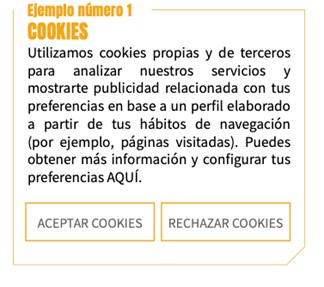 Ejemplo número 1
COOKIES
Utilizamos cookies propias y de terceros
para analizar nuestros servicios y
mostrarte publicidad relacionada con tus
preferencias en base a un perfil elaborado
a partir de tus hábitos de navegación
(por ejemplo, páginas visitadas). Puedes
obtener más información y configurar tus
preferencias AQUÍ.
ACEPTAR COOKIES
RECHAZAR COOKIES